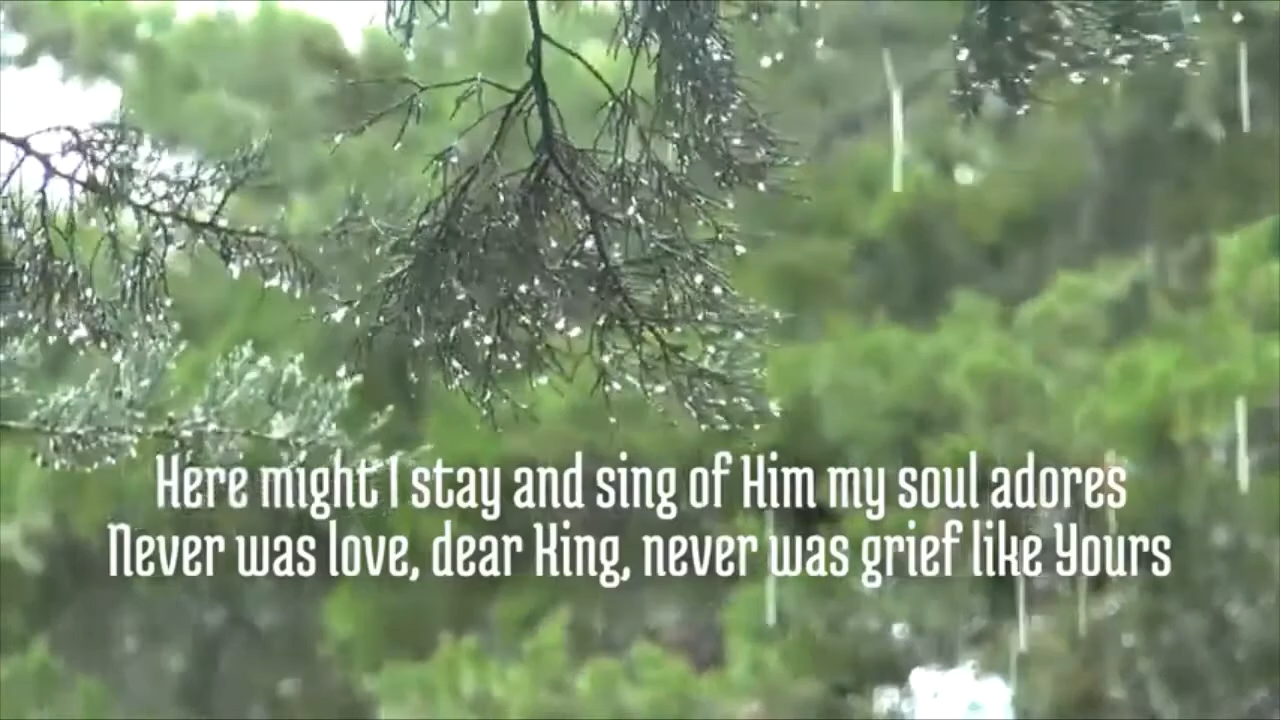 Here might I stay and sing of Him my soul adores
Never was love, dear King, never was grief like Yours